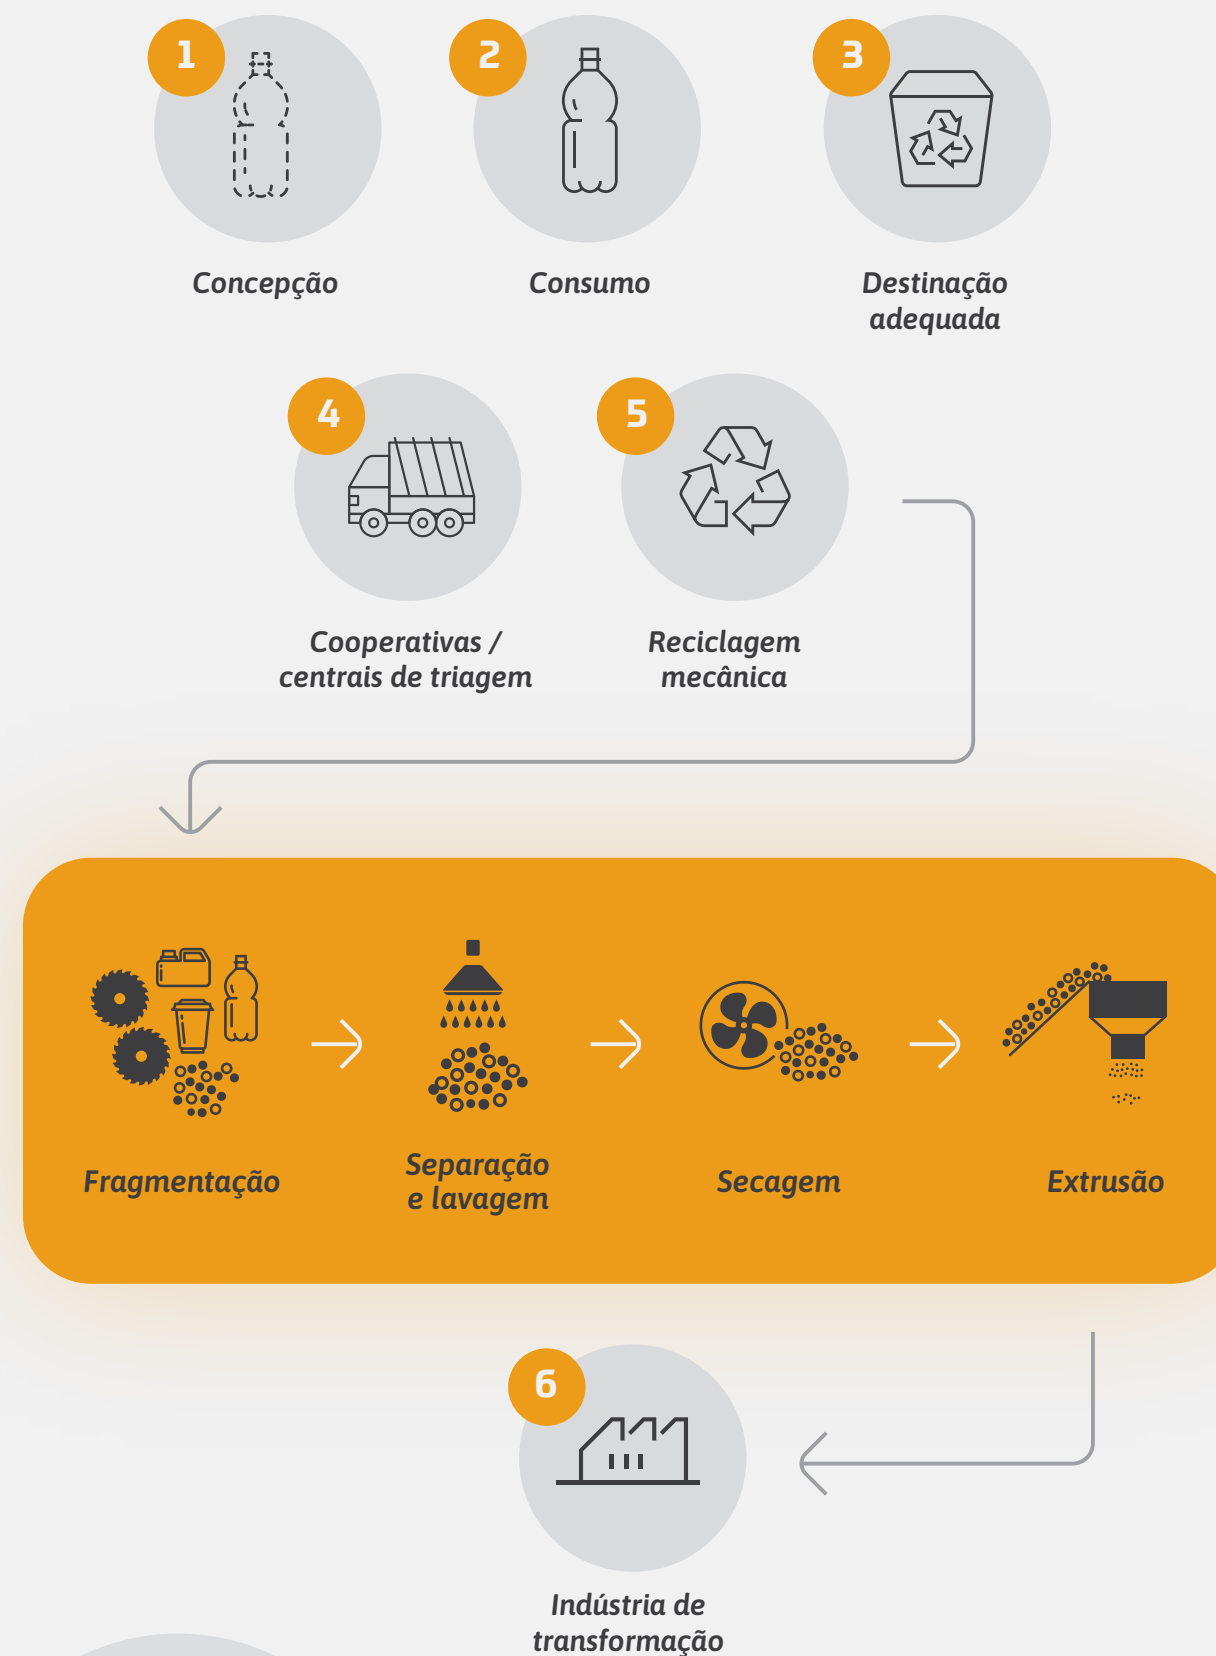 1
Concepção
2
Consumo
3
Destinação
adequada
4
Cooperativas /
centrais de triagem
5
Reciclagem
mecânica
Fragmentação
Separação
e lavagem
Secagem
Extrusão
6
Indústria de
transformação